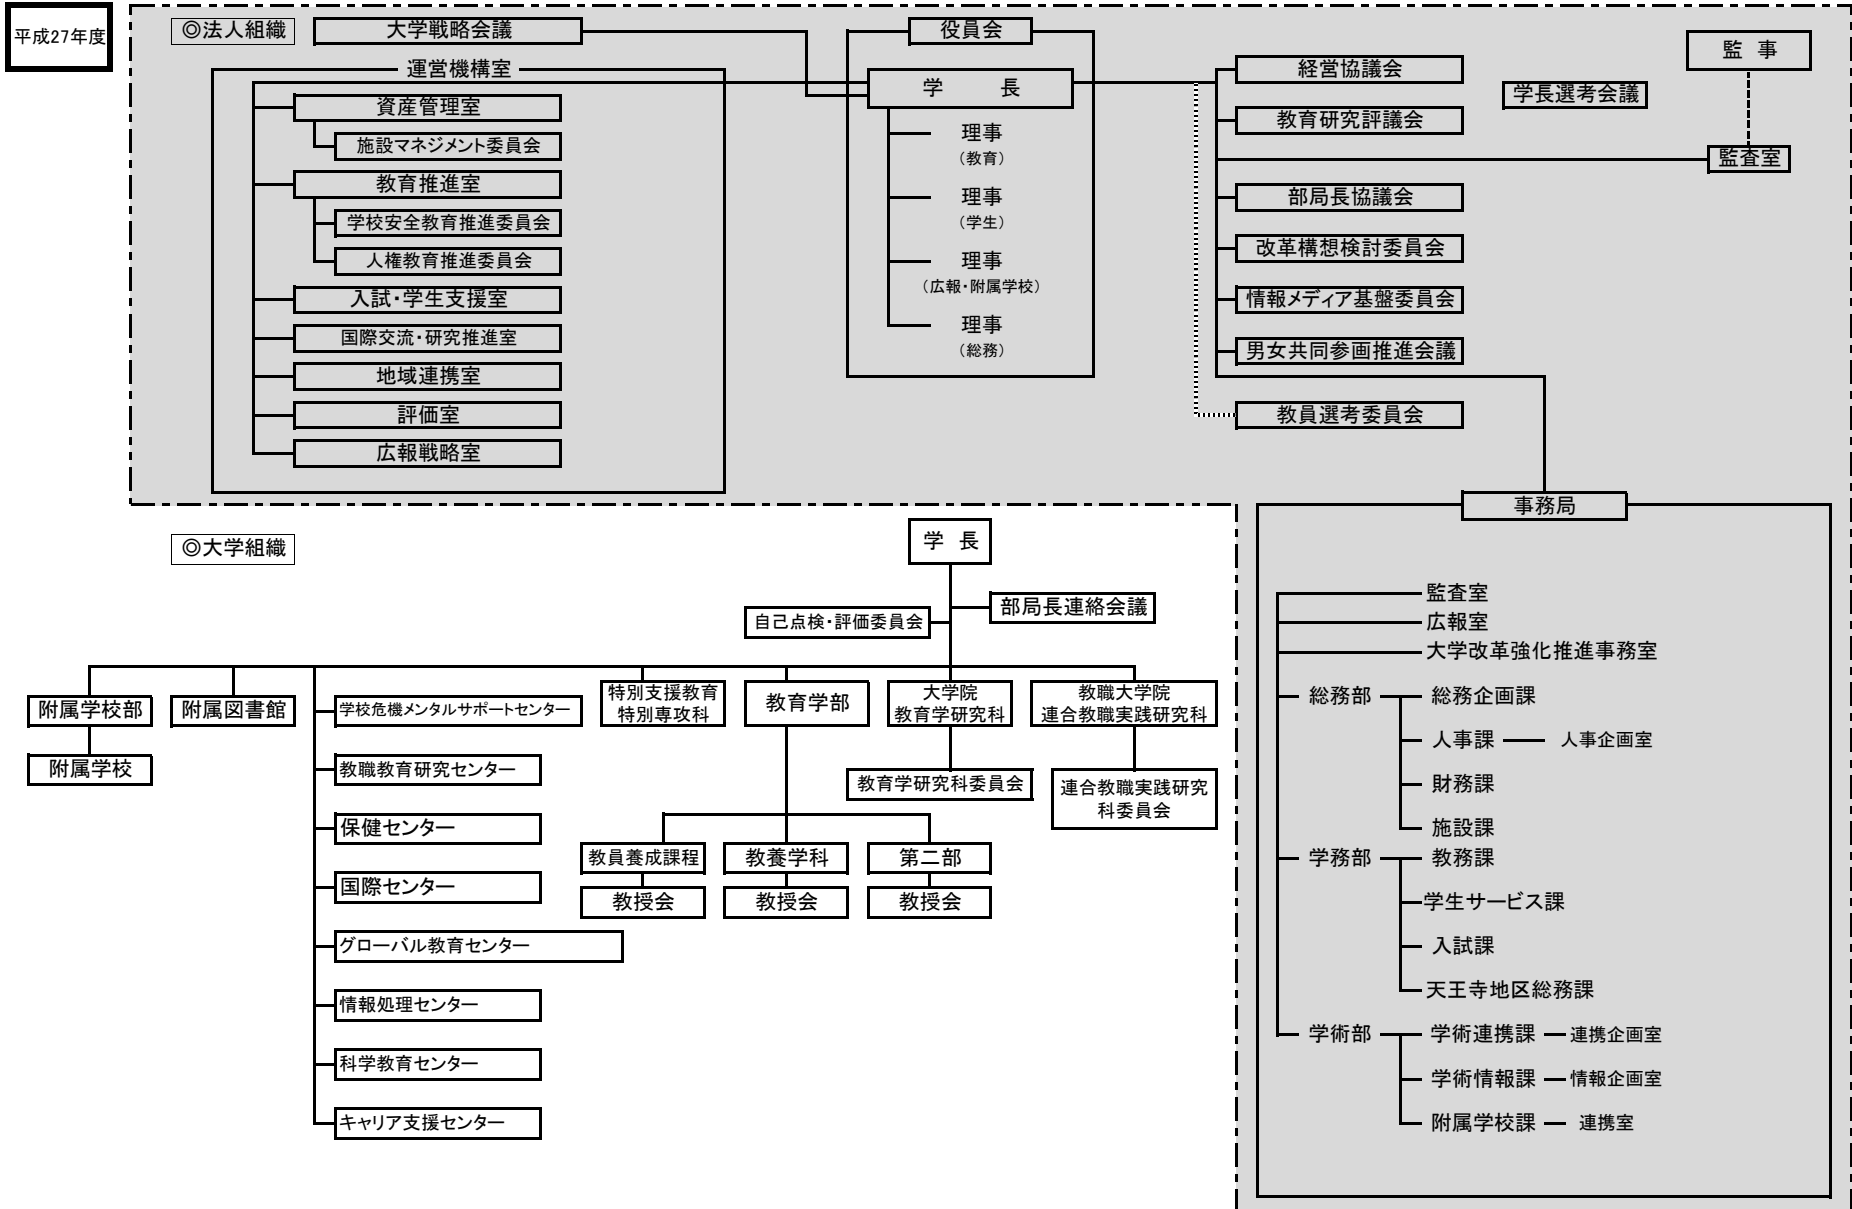 平成27年度
◎法人組織
大学戦略会議
運営機構室
資産管理室
施設マネジメント委員会
教育推進室
学校安全教育推進委員会
人権教育推進委員会
入試・学生支援室
国際交流・研究推進室
地域連携室
評価室
広報戦略室
役員会
学　　長
理事
（教育）
理事
（学生）
理事
（広報・附属学校）
理事
（総務）
経営協議会
教育研究評議会
部局長協議会
改革構想検討委員会
情報メディア基盤委員会
男女共同参画推進会議
教員選考委員会
学長選考会議
監　事
監査室
事務局
監査室
広報室
大学改革強化推進事務室
総務部
総務企画課
人事課
人事企画室
財務課
施設課
学務部
教務課
学生サービス課
入試課
天王寺地区総務課
学術部
学術連携課
連携企画室
学術情報課
情報企画室
附属学校課
連携室
◎大学組織
学　長
部局長連絡会議
自己点検・評価委員会
附属学校部
附属学校
附属図書館
学校危機メンタルサポートセンター
教職教育研究センター
保健センター
国際センター
グローバル教育センター
情報処理センター
科学教育センター
キャリア支援センター
特別支援教育
特別専攻科
教育学部
教員養成課程
教授会
教養学科
教授会
第二部
教授会
大学院
教育学研究科
教育学研究科委員会
教職大学院
連合教職実践研究科
連合教職実践研究
科委員会